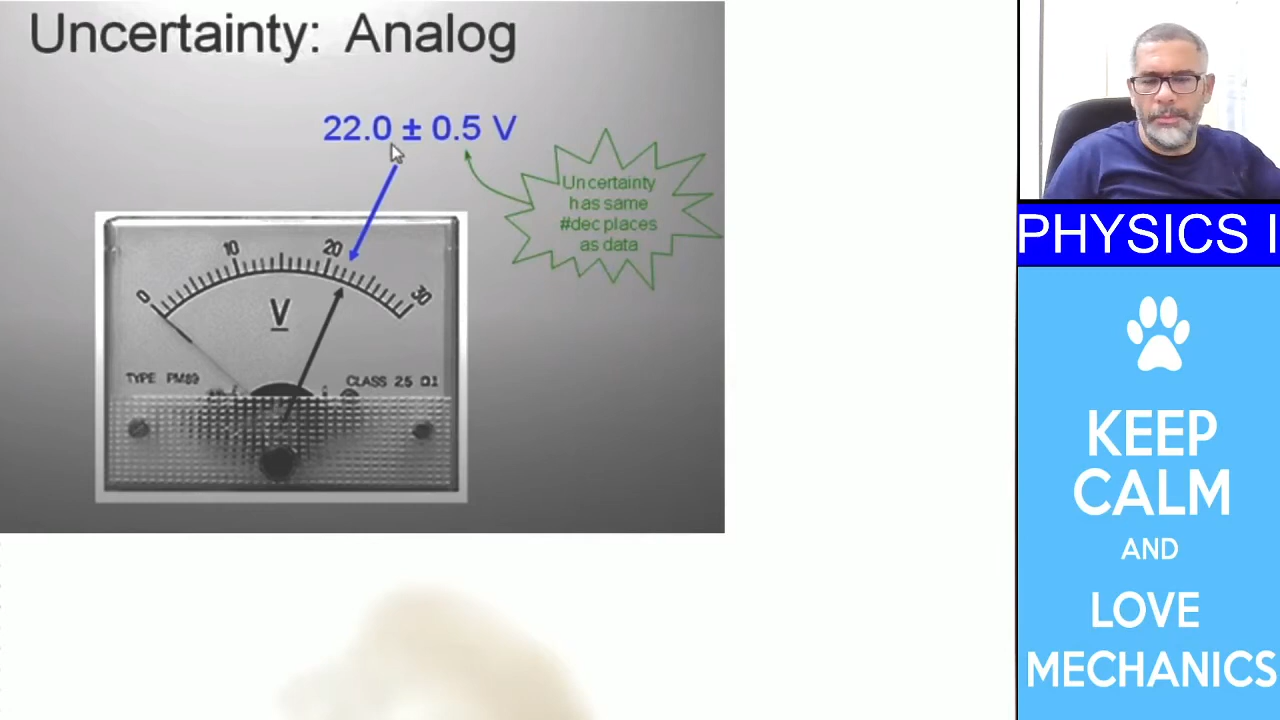 Uncertainty: Analog
22.0 ± 0.5 V
Uncertainty
has same
#dec places
as data
0
10
20
30
V
TYPE PM89
CLASS 2.5
PHYSICS I
KEEP
CALM
AND
LOVE
MECHANICS